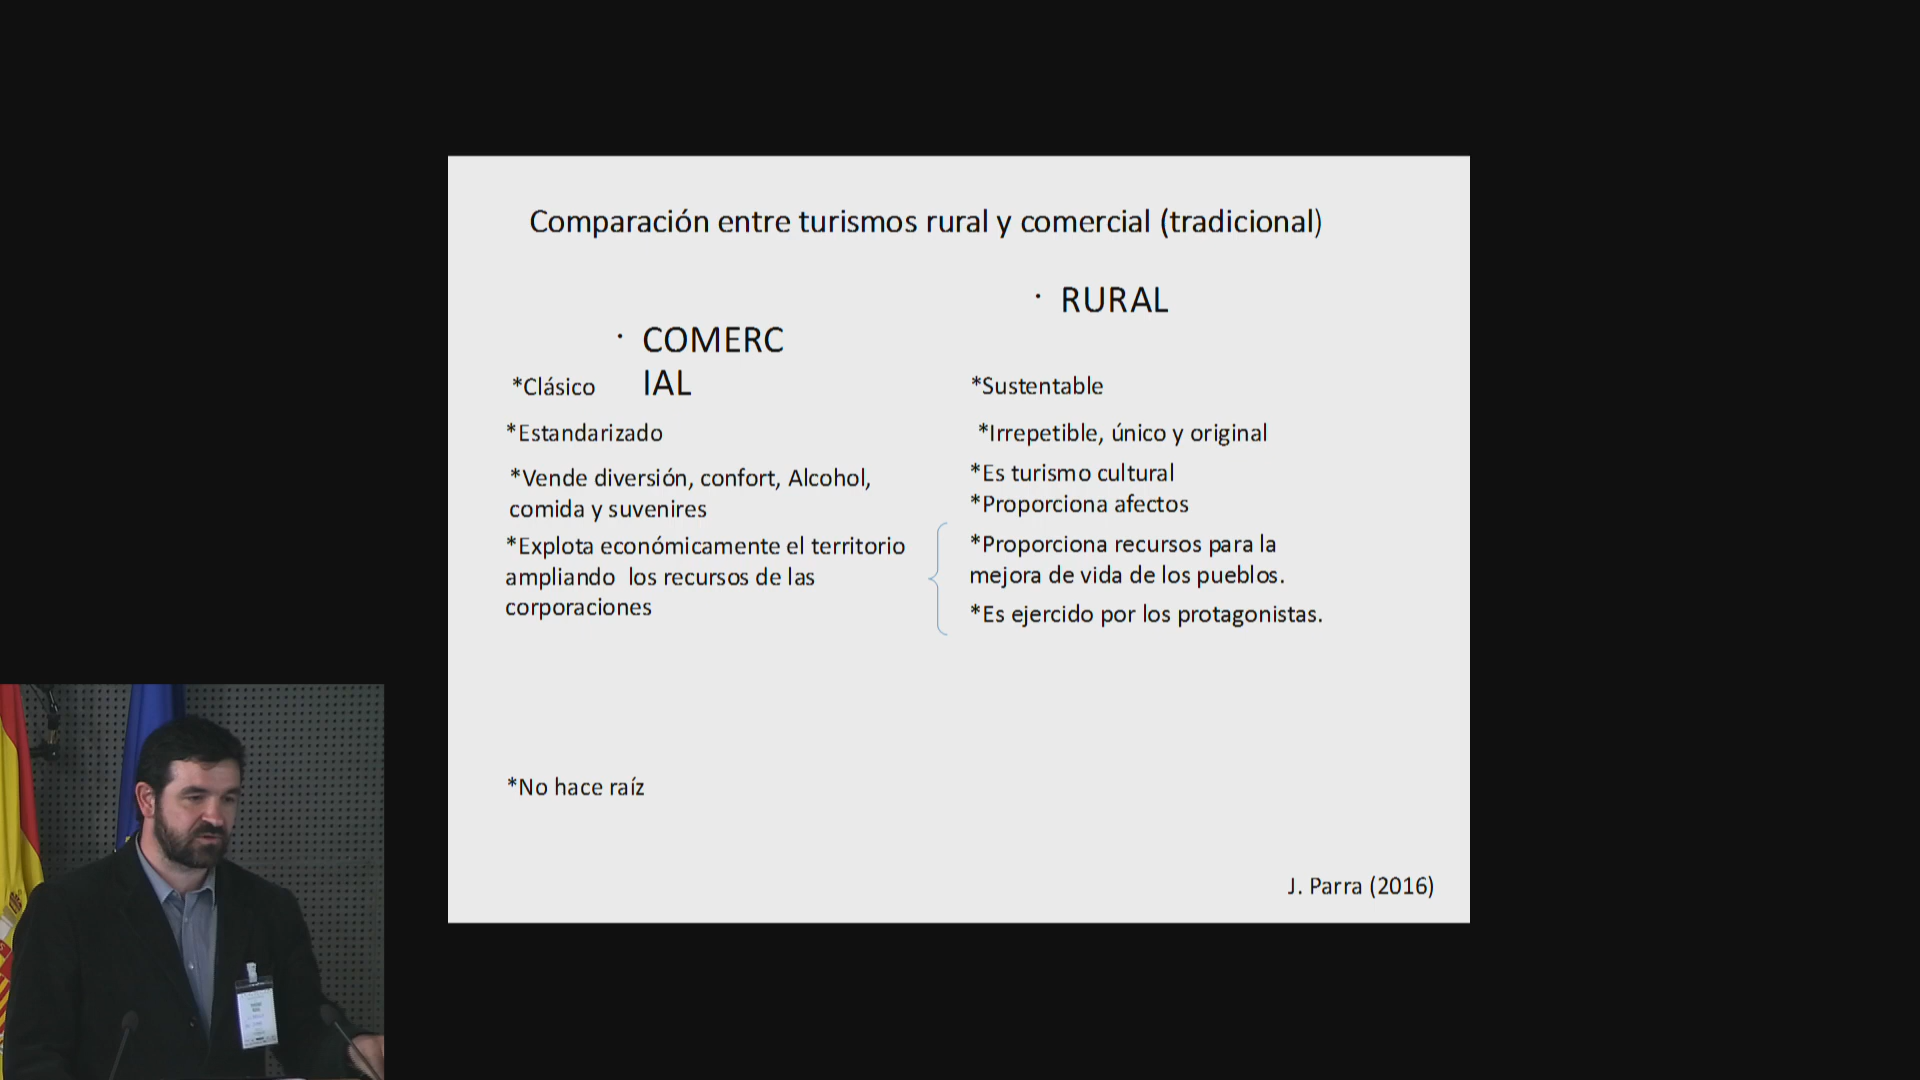 Comparación entre turismos rural y comercial (tradicional)
· RURAL
· COMERC
IAL
*Clásico
*Estandarizado
*Vende diversión, confort, Alcohol,
comida y suvenires
*Explota económicamente el territorio
ampliando los recursos de las
corporaciones
*No hace raíz
*Sustentable
*Irrepetible, único y original
*Es turismo cultural
*Proporciona afectos
*Proporciona recursos para la
mejora de vida de los pueblos.
*Es ejercido por los protagonistas.
J. Parra (2016)